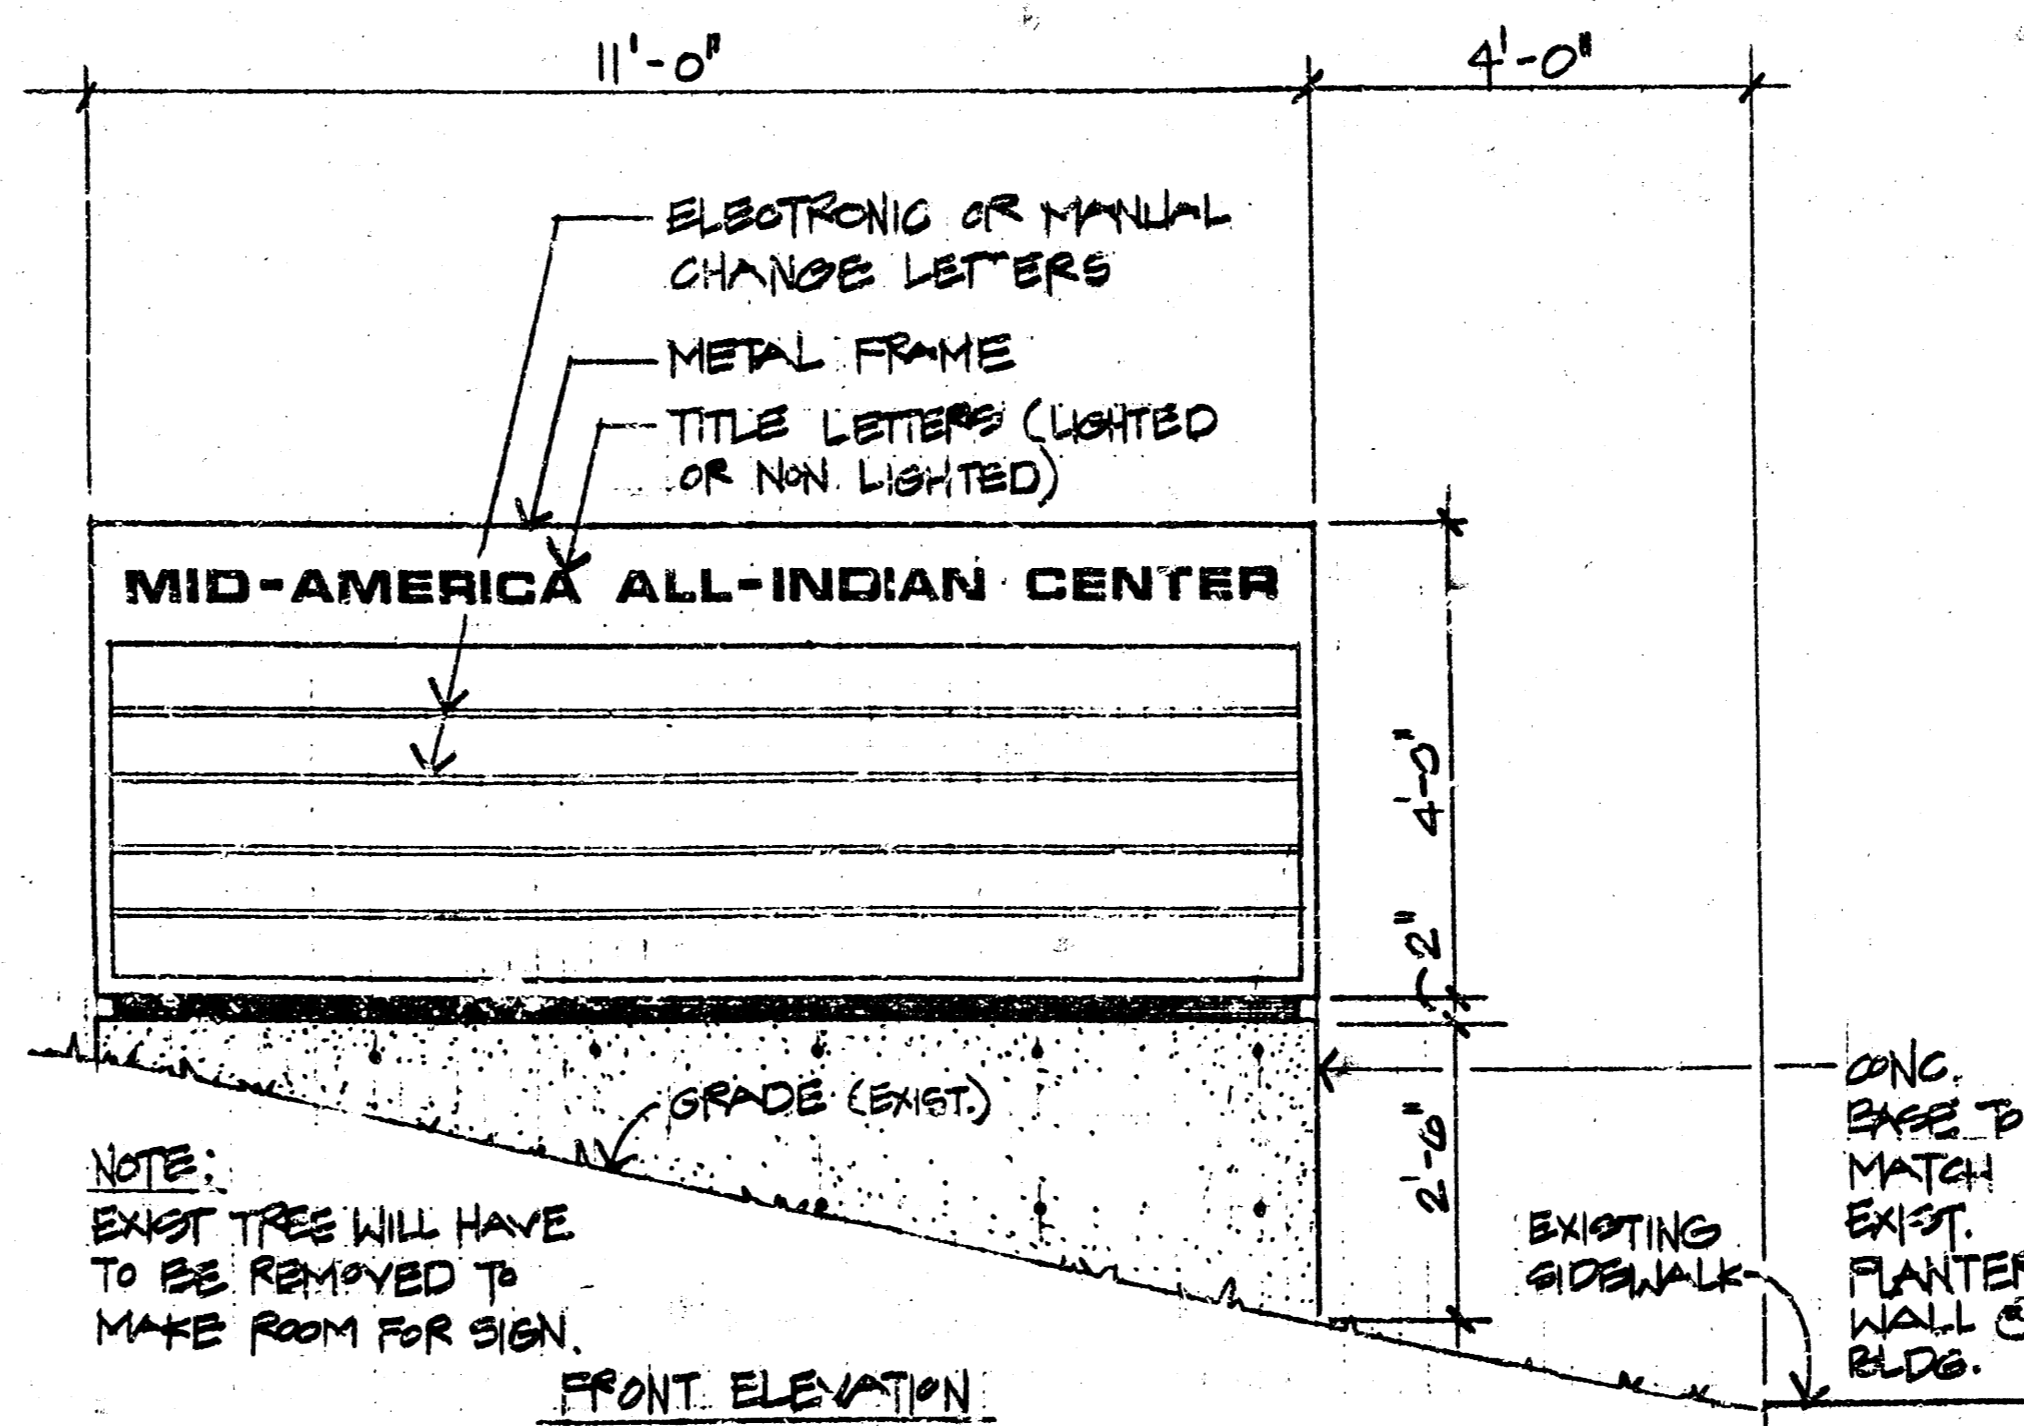 11'-0"
4'-0"
ELECTRONIC OR MANUAL
CHANGE LETTERS
METAL FRAME
TITLE LETTERS (LIGHTED
OR NON LIGHTED)
MID-AMERICA ALL-INDIAN CENTER
4'-0"
2"
2'-6"
GRADE (EXIST.)
NOTE:
EXIST TREE WILL HAVE
TO BE REMOVED TO
MAKE ROOM FOR SIGN.
EXISTING
SIDEWALK
CONC.
BASE TO
MATCH
EXIST.
PLANTER
WALL @
BLDG.
FRONT ELEVATION